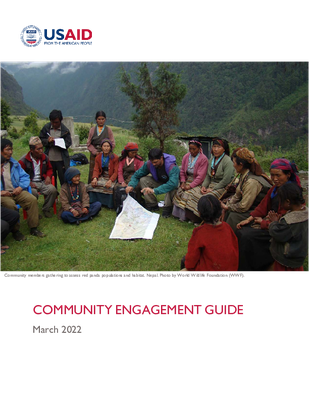 USAID
FROM THE AMERICAN PEOPLE
Community members gathering to assess red panda populations and habitat. Nepal. Photo by World Wildlife Foundation (WWF).
COMMUNITY ENGAGEMENT GUIDE
March 2022